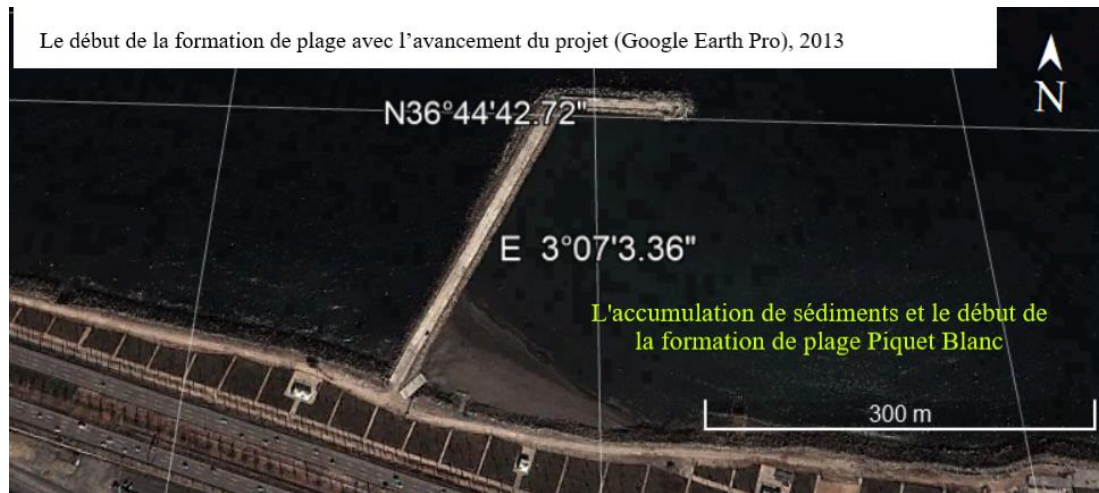 Le début de la formation de plage avec l’avancement du projet (Google Earth Pro), 2013
N
N36°44'42.72"
E 3°07'3.36"
L'accumulation de sédiments et le début de
la formation de plage Piquet Blanc
300 m